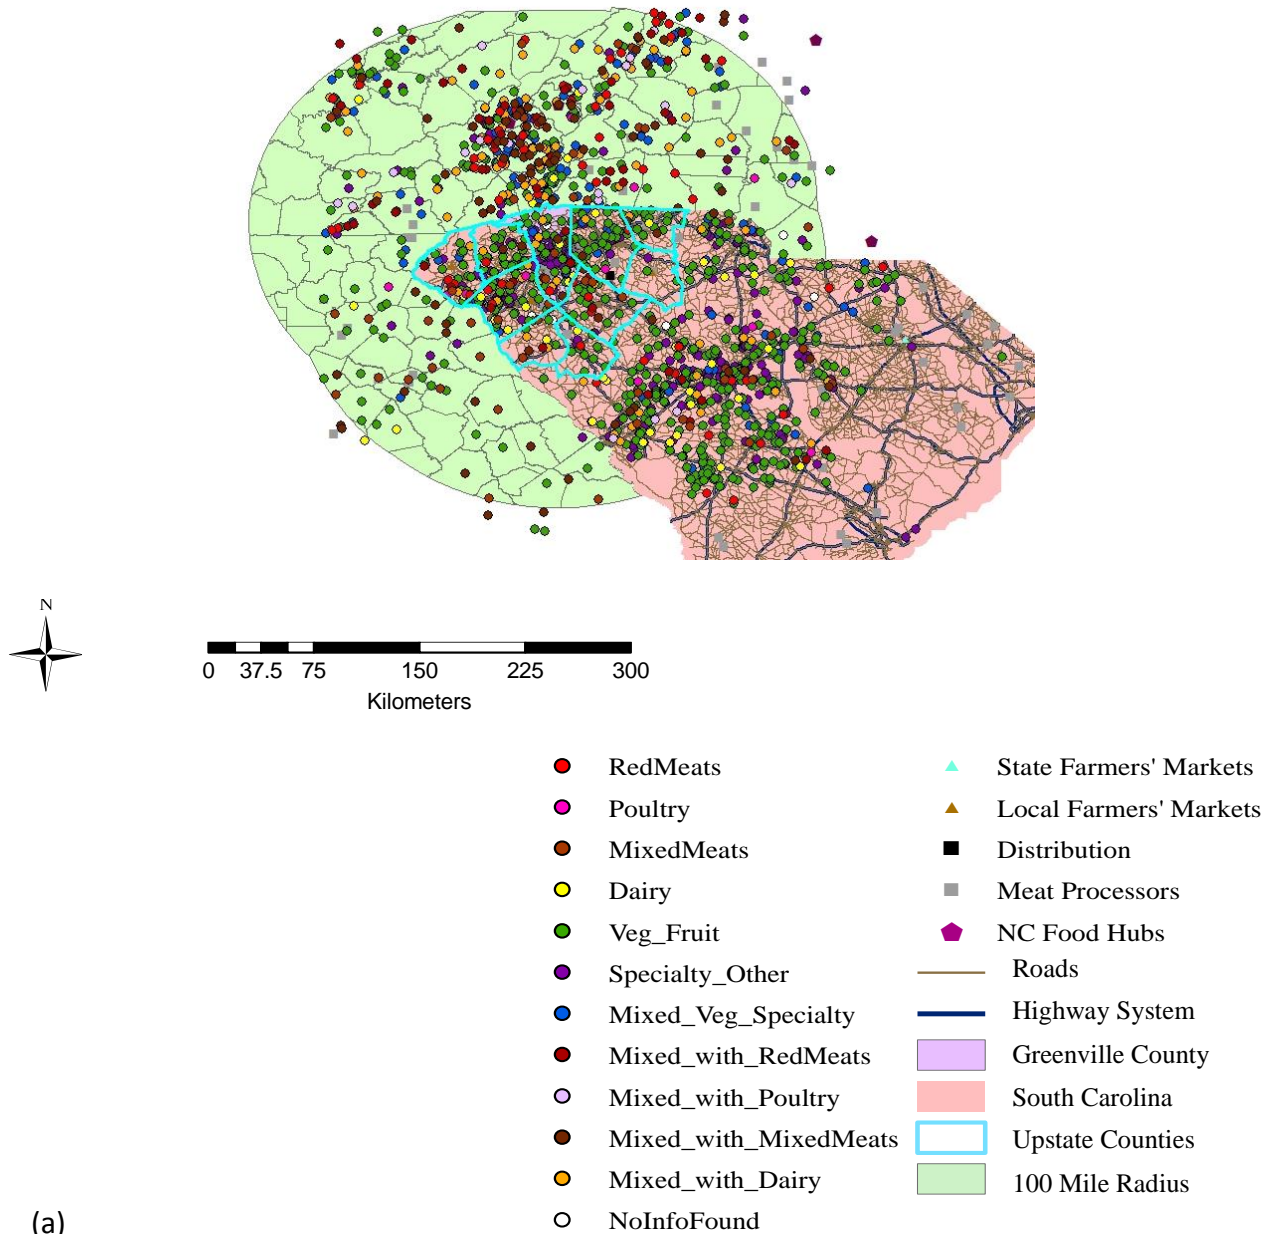 N
0 37.5 75 150 225 300
Kilometers
RedMeats
Poultry
MixedMeats
Dairy
Veg_Fruit
Specialty_Other
Mixed_Veg_Specialty
Mixed_with_RedMeats
Mixed_with_Poultry
Mixed_with_MixedMeats
Mixed_with_Dairy
NoInfoFound
State Farmers' Markets
Local Farmers' Markets
Distribution
Meat Processors
NC Food Hubs
Roads
Highway System
Greenville County
South Carolina
Upstate Counties
100 Mile Radius
(a)